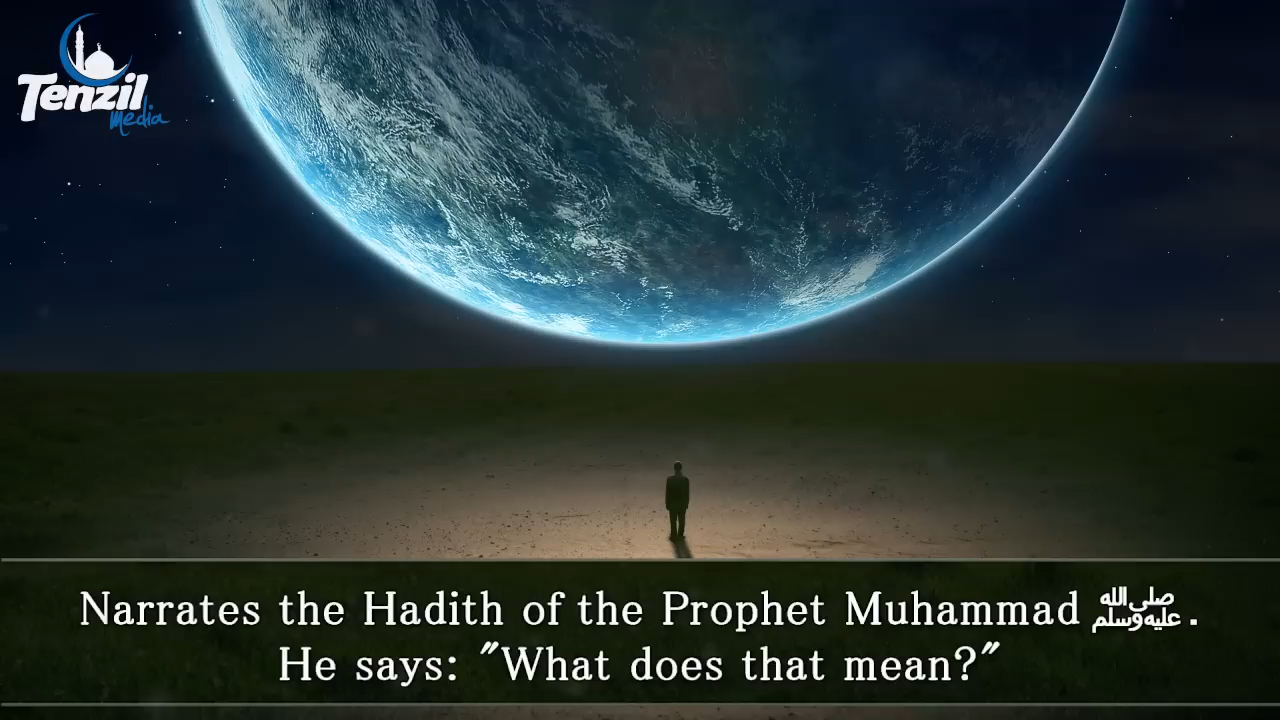 Tenzil
media
Narrates the Hadith of the Prophet Muhammad ﷺ.
He says: "What does that mean?"